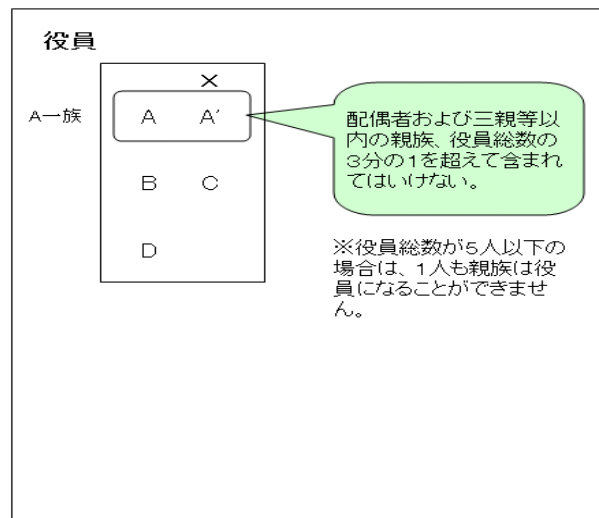 役員
×
A一族
A A′
B C
D
配偶者および三親等以
内の親族、役員総数の
3分の1を超えて含まれ
てはいけない。
※役員総数が5人以下の
場合は、1人も親族は役
員になることができませ
ん。